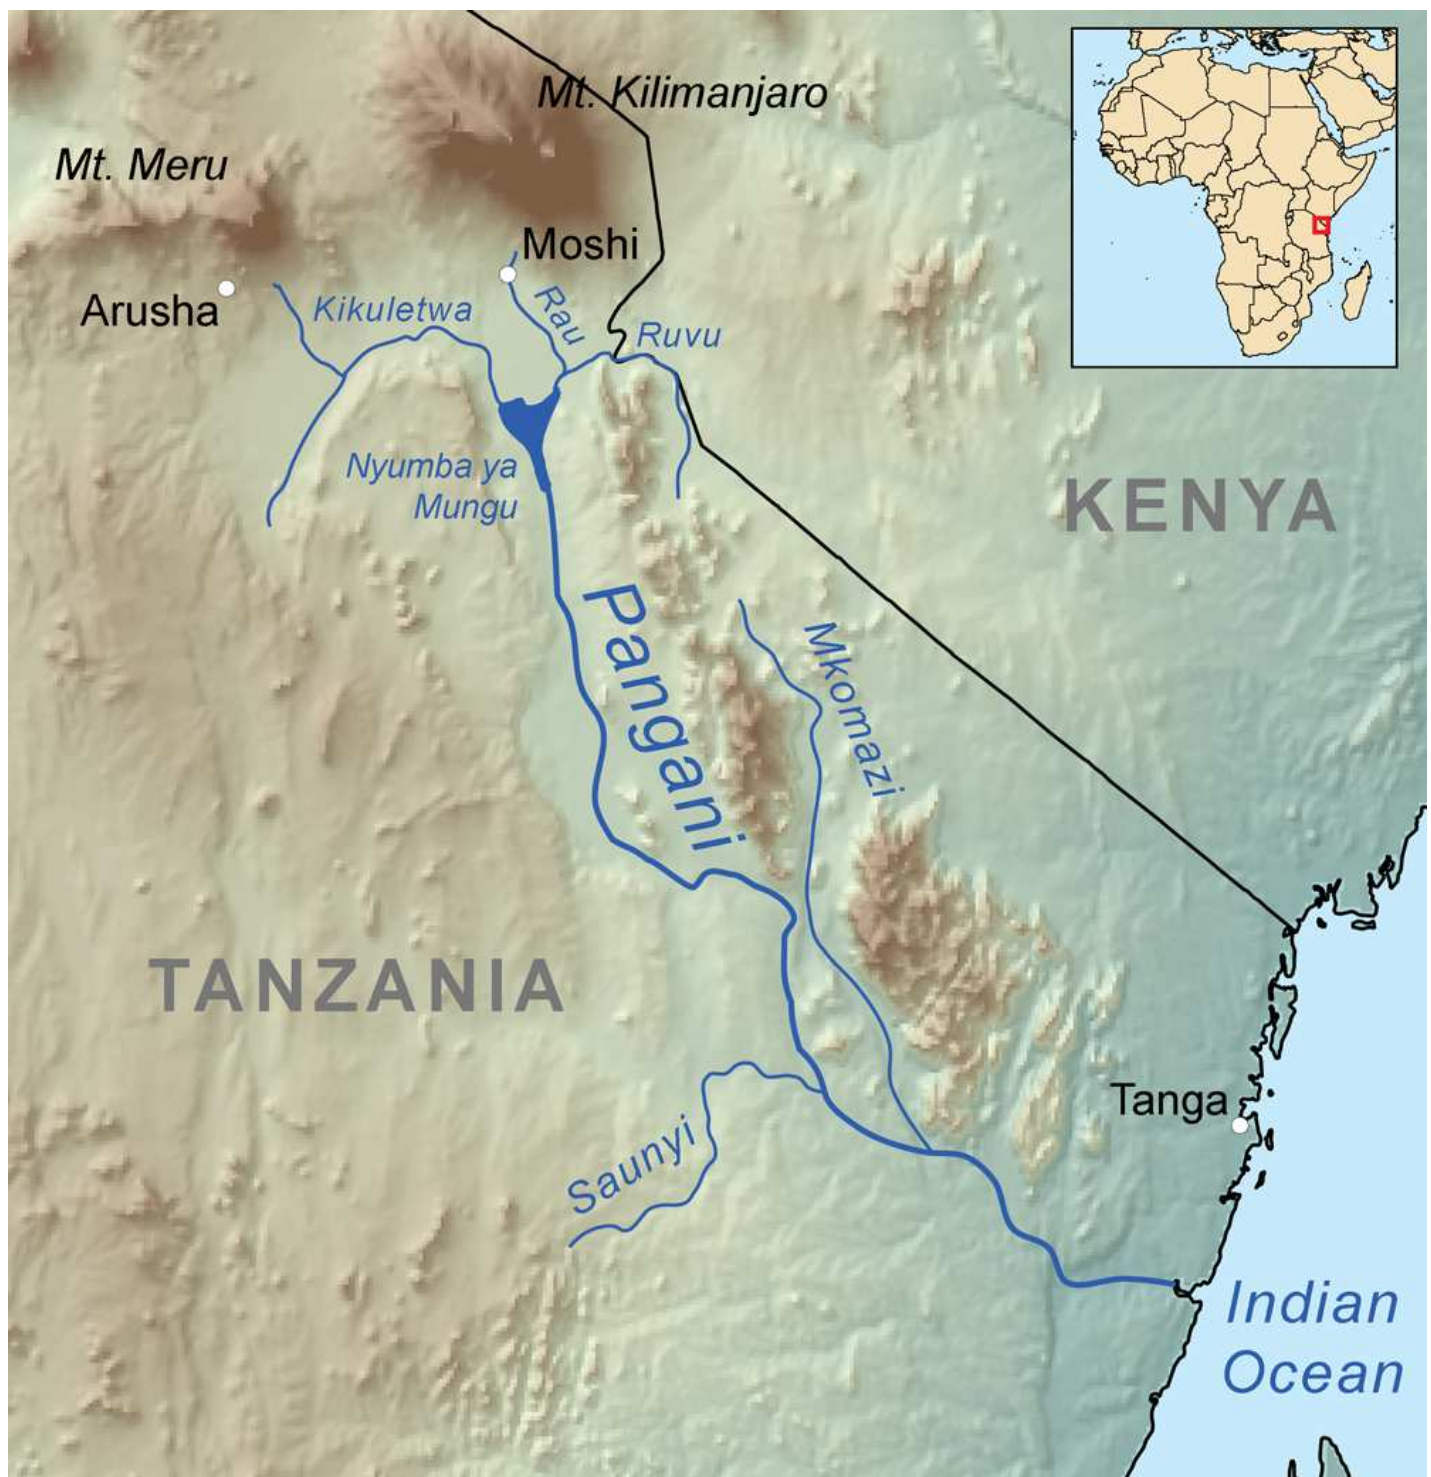 Mt. Kilimanjaro
Mt. Meru
Moshi
Arusha
Kikuletwa
Rau
Ruvu
Nyumba ya
Mungu
KENYA
Pangani
Mkomazi
TANZANIA
Tanga
Saunyi
Indian
Ocean